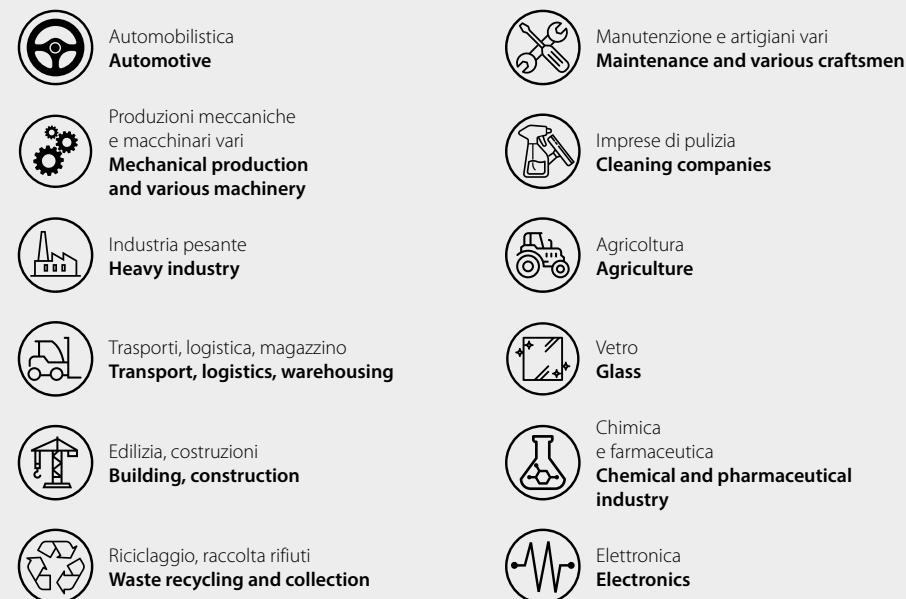 Automobilistica
Automotive
Produzioni meccaniche
e macchinari vari
Mechanical production
and various machinery
Industria pesante
Heavy industry
Trasporti, logistica, magazzino
Transport, logistics, warehousing
Edilizia, costruzioni
Building, construction
Riciclaggio, raccolta rifiuti
Waste recycling and collection
Manutenzione e artigiani vari
Maintenance and various craftsmen
Imprese di pulizia
Cleaning companies
Agricoltura
Agriculture
Vetro
Glass
Chimica
e farmaceutica
Chemical and pharmaceutical
industry
Elettronica
Electronics